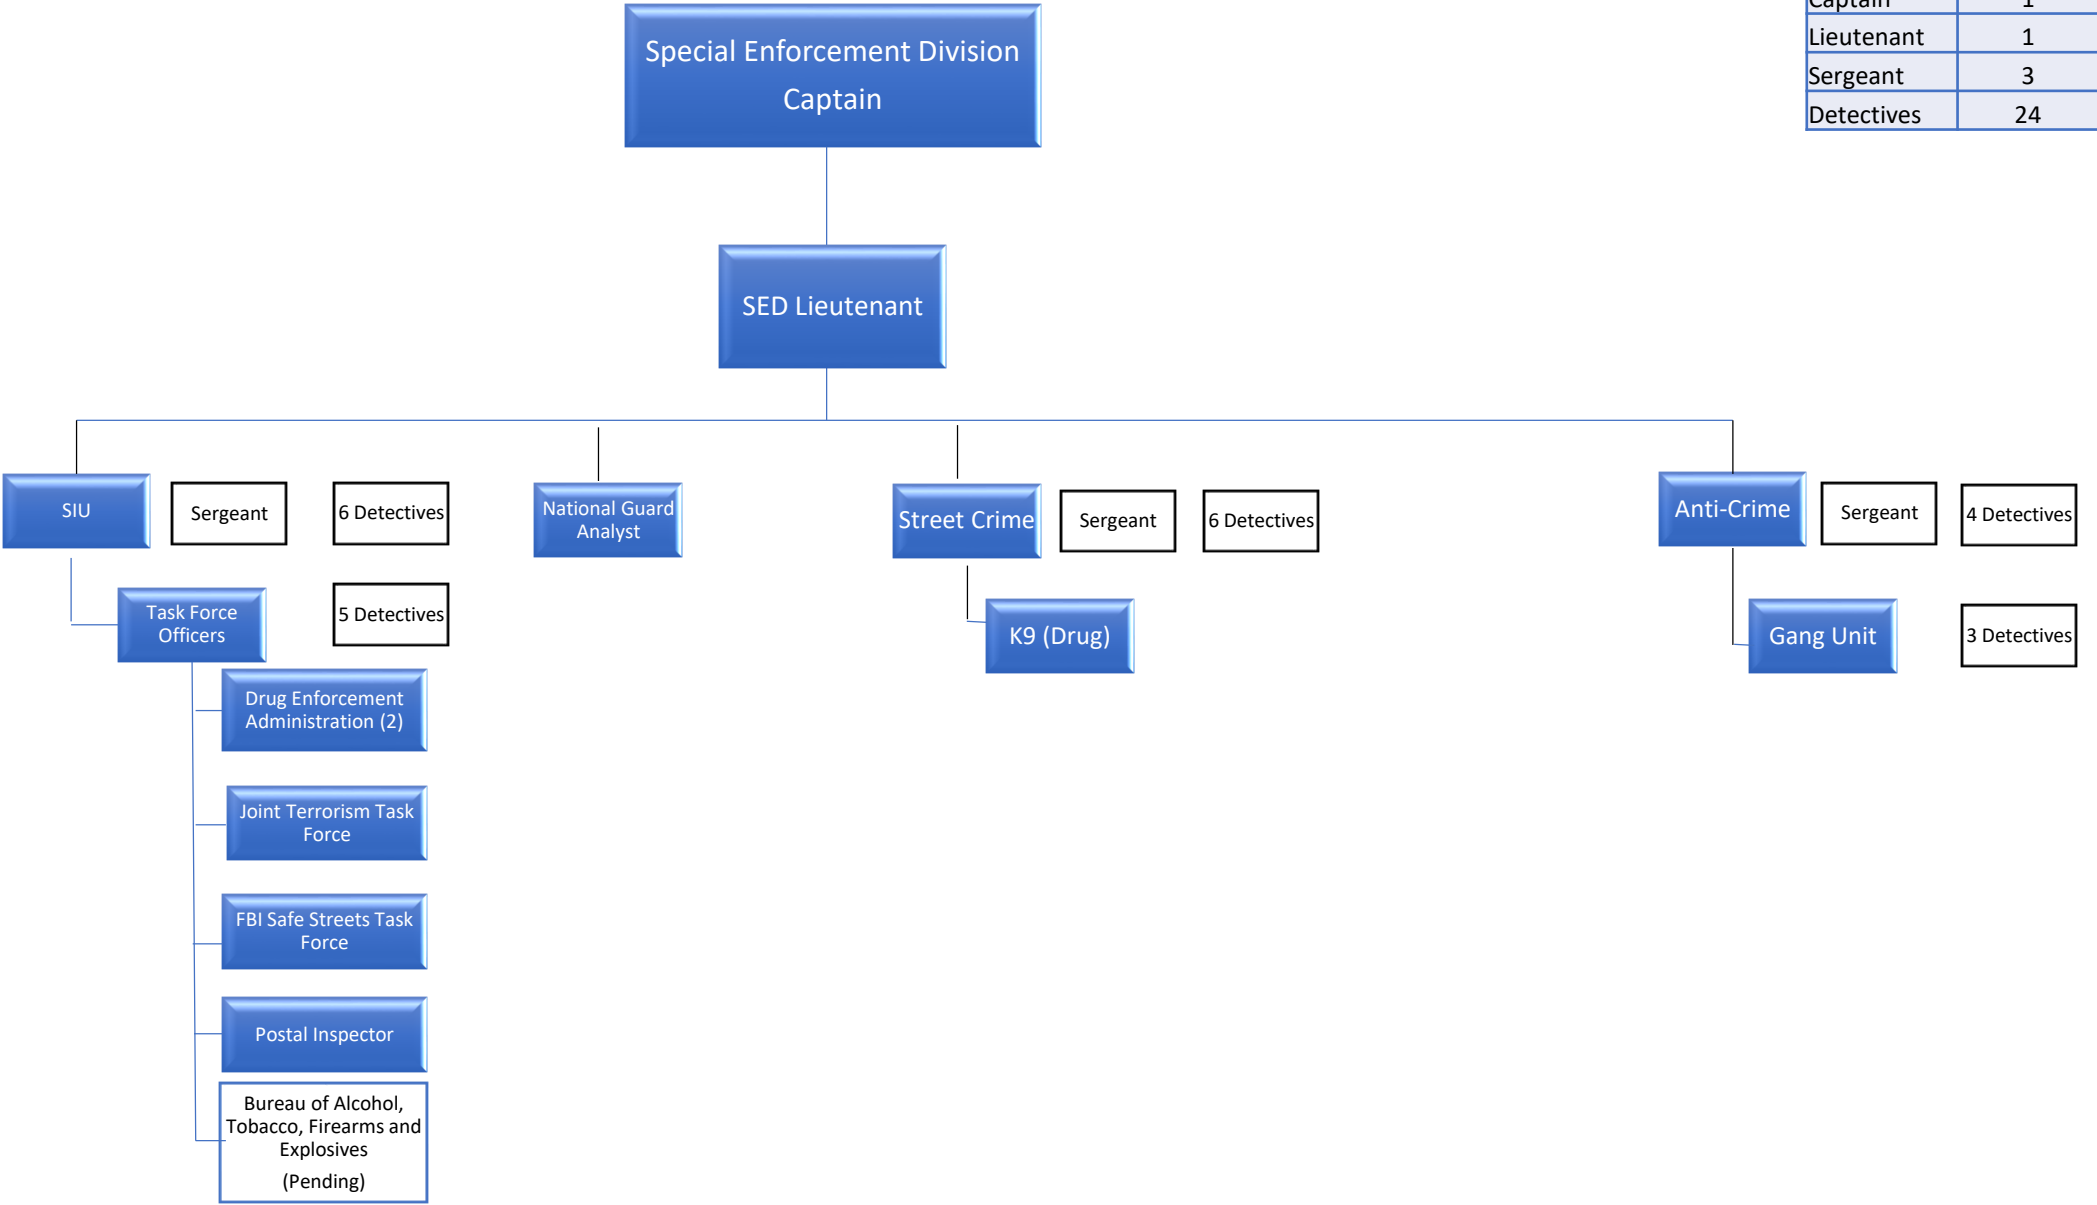 Captain 1
Lieutenant 1
Sergeant 3
Detectives 24
Special Enforcement Division
Captain
SED Lieutenant
SIU
Sergeant
6 Detectives
National Guard
Analyst
Street Crime
Sergeant
6 Detectives
Anti-Crime
Sergeant
4 Detectives
Task Force
Officers
5 Detectives
K9 (Drug)
Gang Unit
3 Detectives
Drug Enforcement
Administration (2)
Joint Terrorism Task
Force
FBI Safe Streets Task
Force
Postal Inspector
Bureau of Alcohol,
Tobacco, Firearms and
Explosives
(Pending)